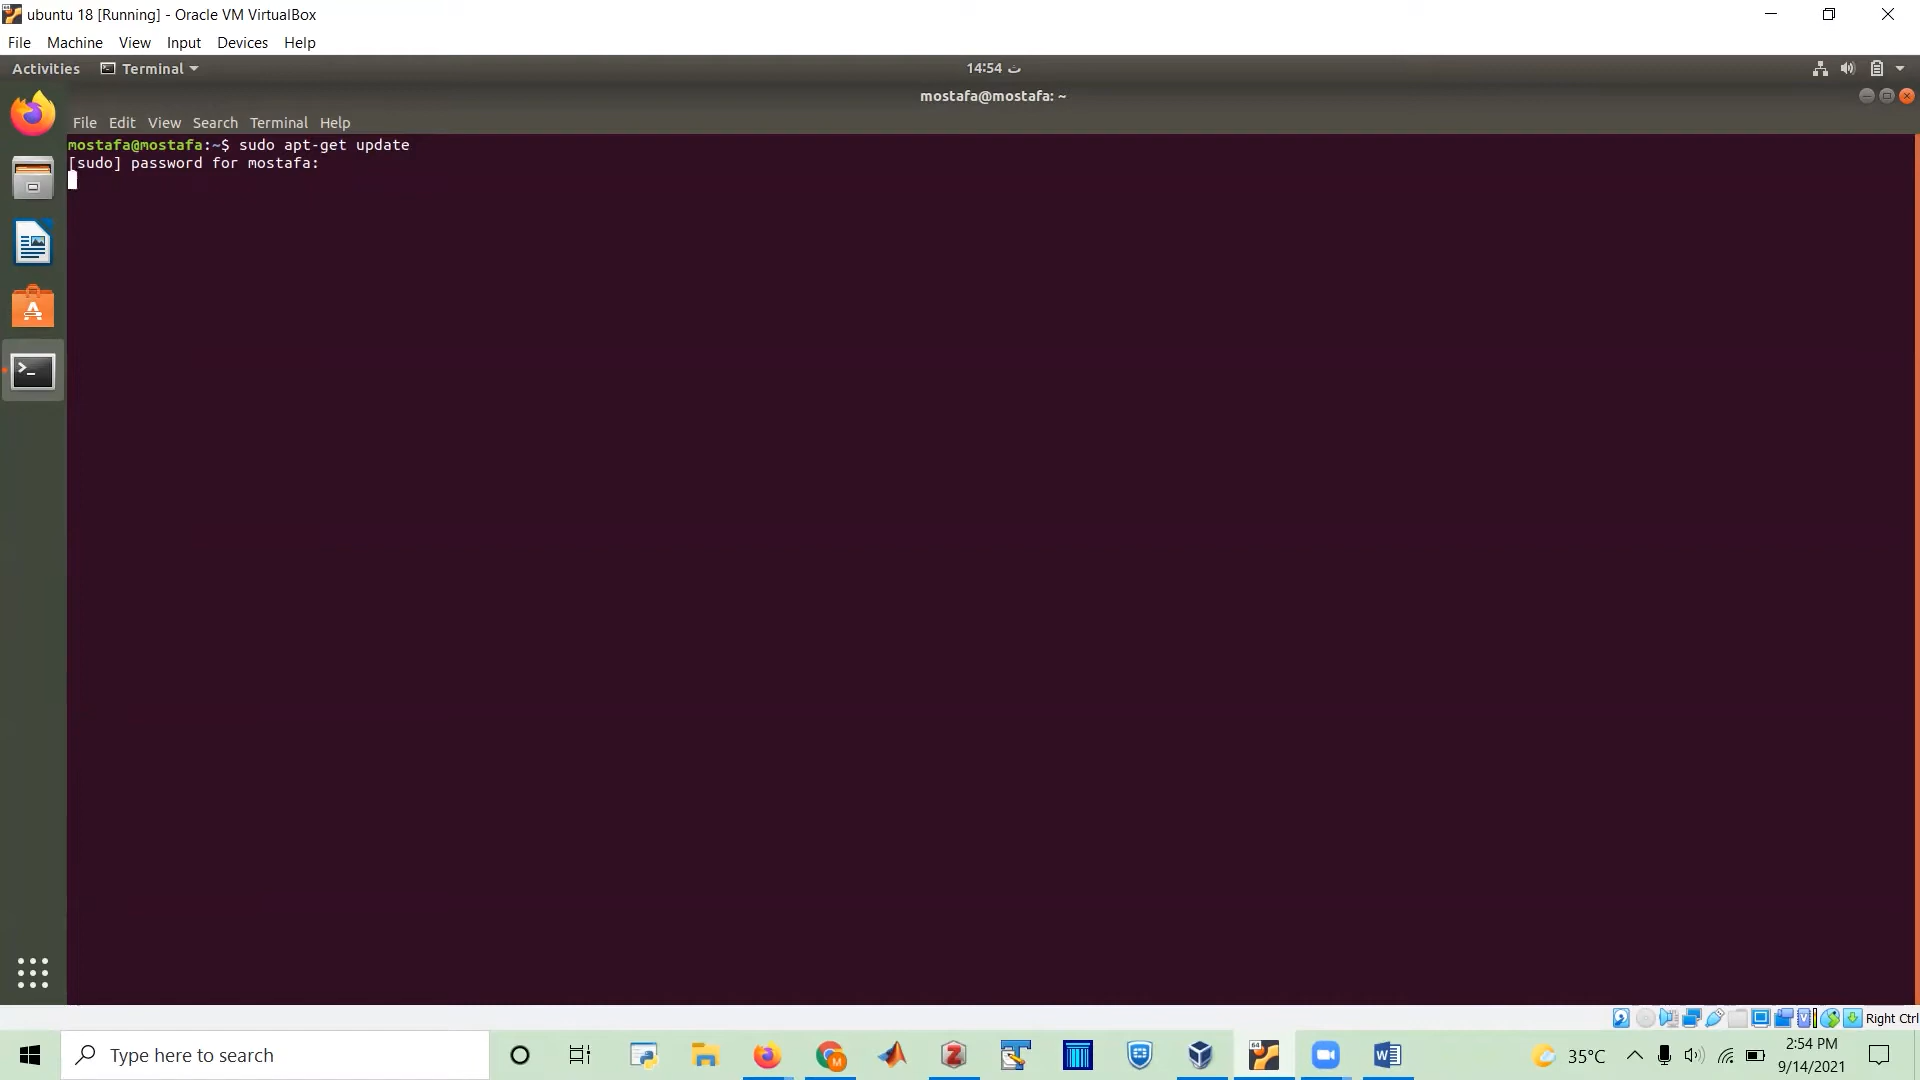 ubuntu 18 [Running] - Oracle VM VirtualBox
File Machine View Input Devices Help
Activities Terminal 14:54 ث
mostafa@mostafa: ~
File Edit View Search Terminal Help
mostafa@mostafa:~$ sudo apt-get update
[sudo] password for mostafa:
Right Ctrl
Type here to search
35°C
2:54 PM
9/14/2021